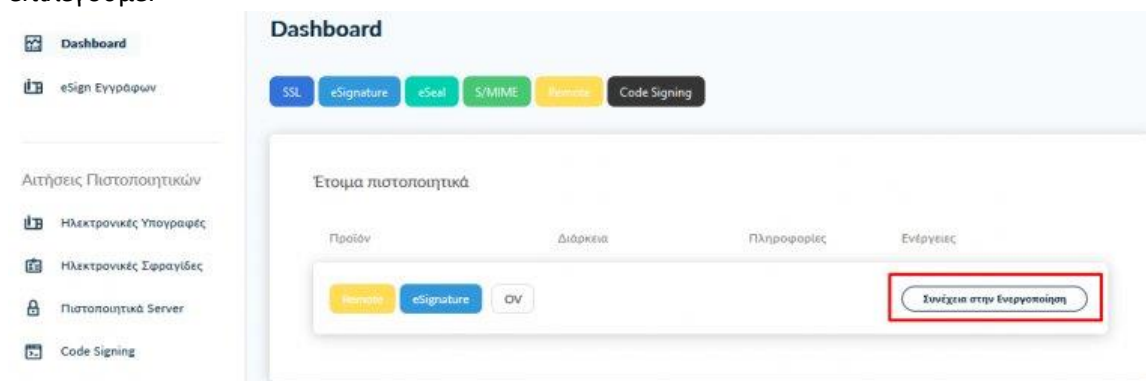 Dashboard
eSign Εγγράφων
Αιτήσεις Πιστοποιητικών
Ηλεκτρονικές Υπογραφές
Ηλεκτρονικές Σφραγίδες
Πιστοποιητικά Server
Code Signing
Dashboard
SSL eSignature eSeal S/MIME Remote Code Signing
Έτοιμα πιστοποιητικά
Προϊόν Διάρκεια Πληροφορίες Ενέργειες
Remote eSignature OV Συνέχεια στην Ενεργοποίηση